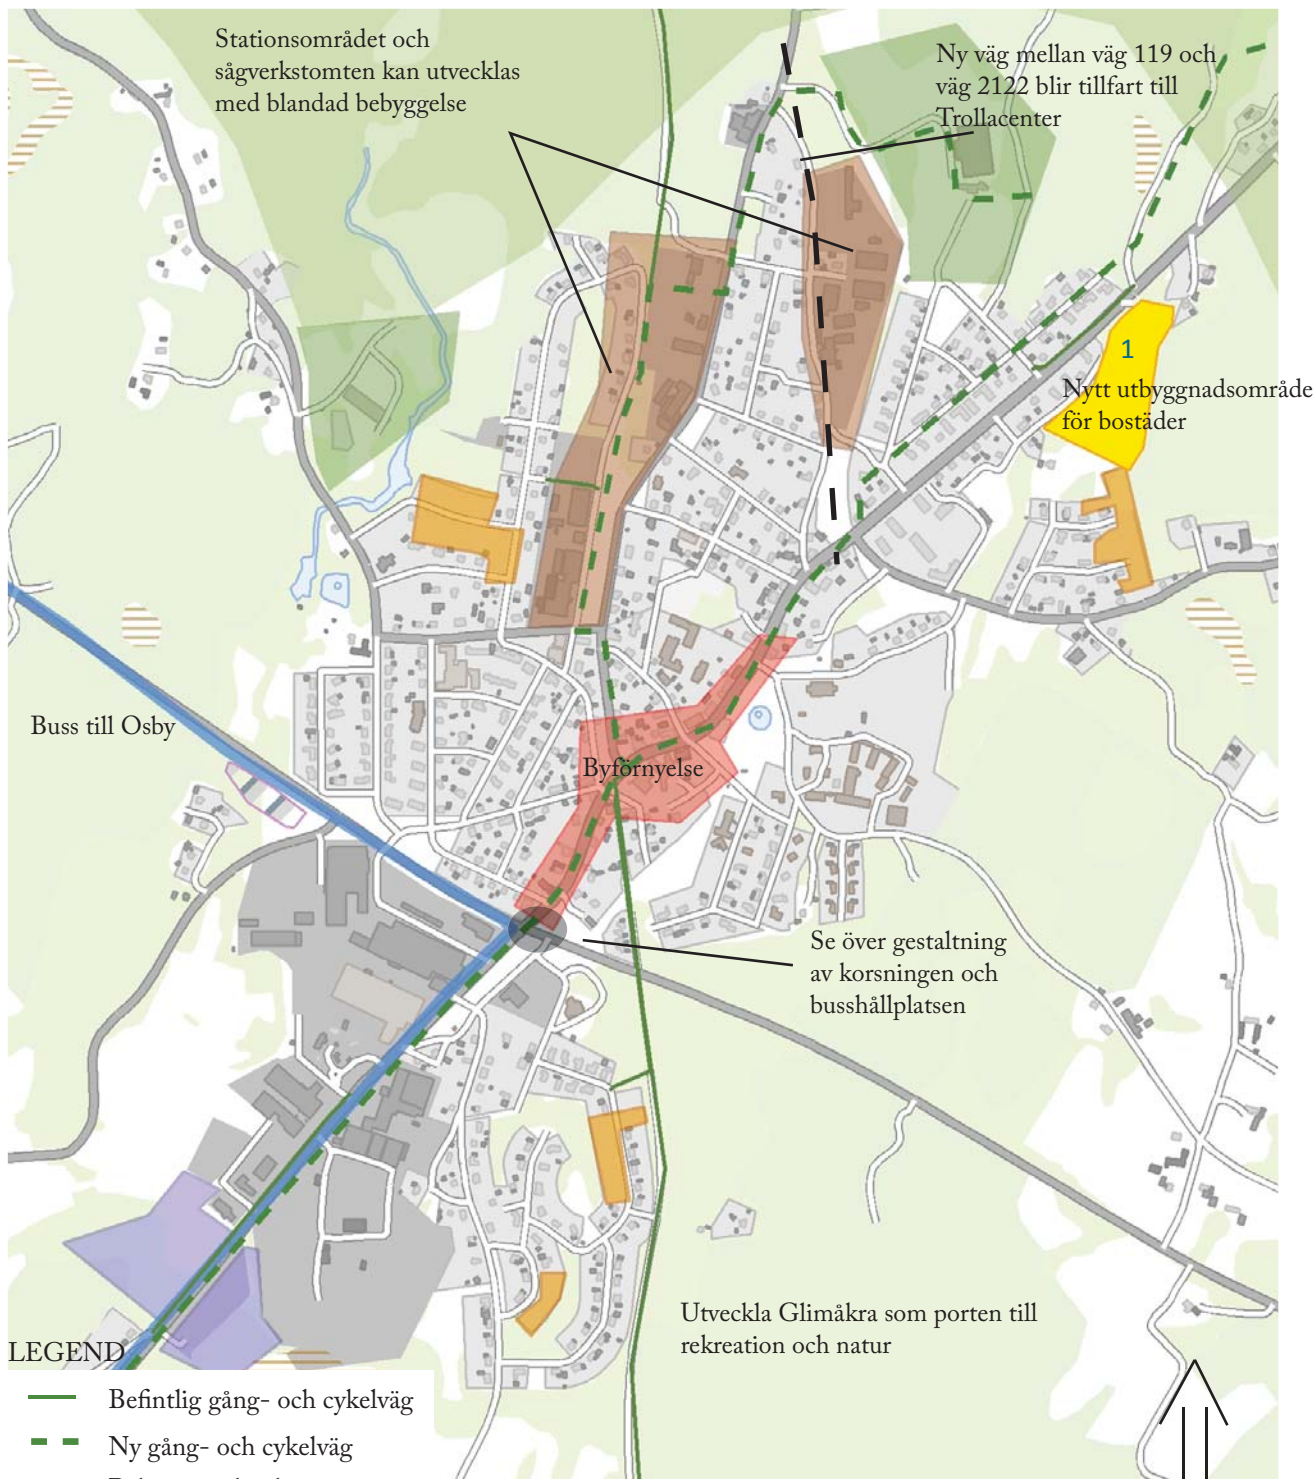 Stationsområdet och
sågverkstomten kan utvecklas
med blandad bebyggelse
Ny väg mellan väg 119 och
väg 2122 blir tillfart till
Trollacenter
1
Nytt utbyggnadsområde
för bostäder
Buss till Osby
Byförnyelse
Se över gestaltning
av korsningen och
busshållplatsen
Utveckla Glimåkra som porten till
rekreation och natur
LEGEND
Befintlig gång- och cykelväg
Ny gång- och cykelväg